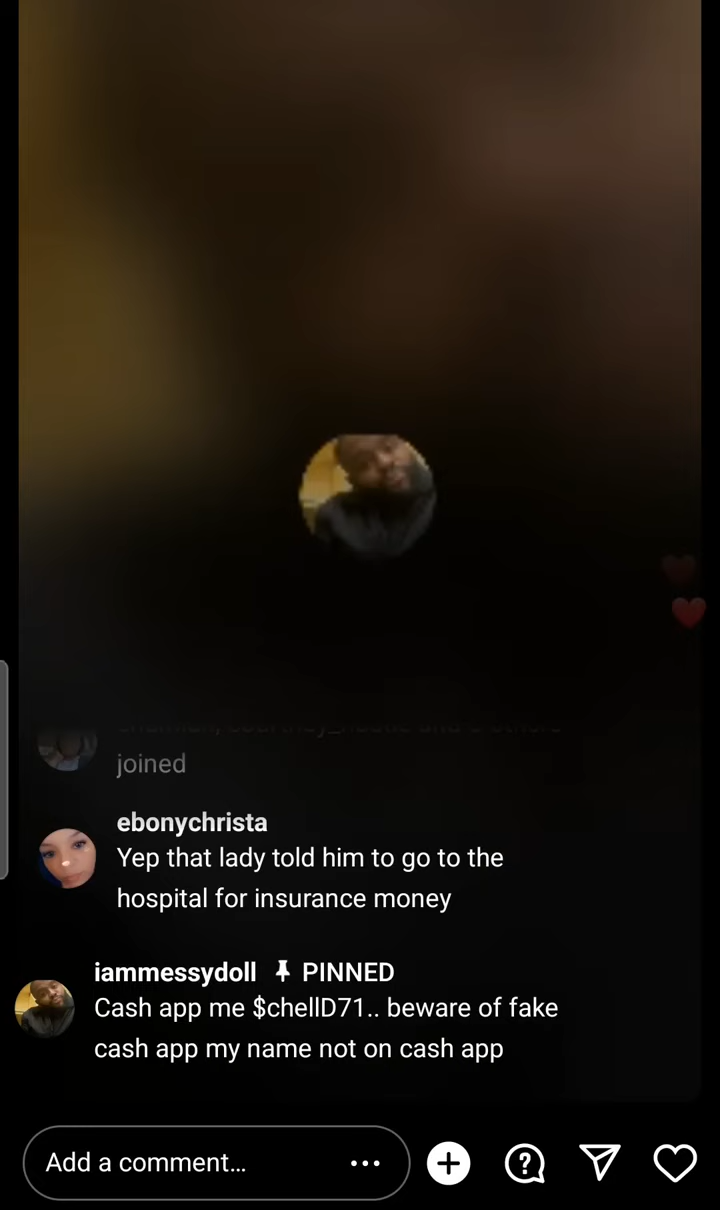 joined
ebonychrista
Yep that lady told him to go to the
hospital for insurance money
iammessydoll PINNED
Cash app me $chellD71.. beware of fake
cash app my name not on cash app
Add a comment...